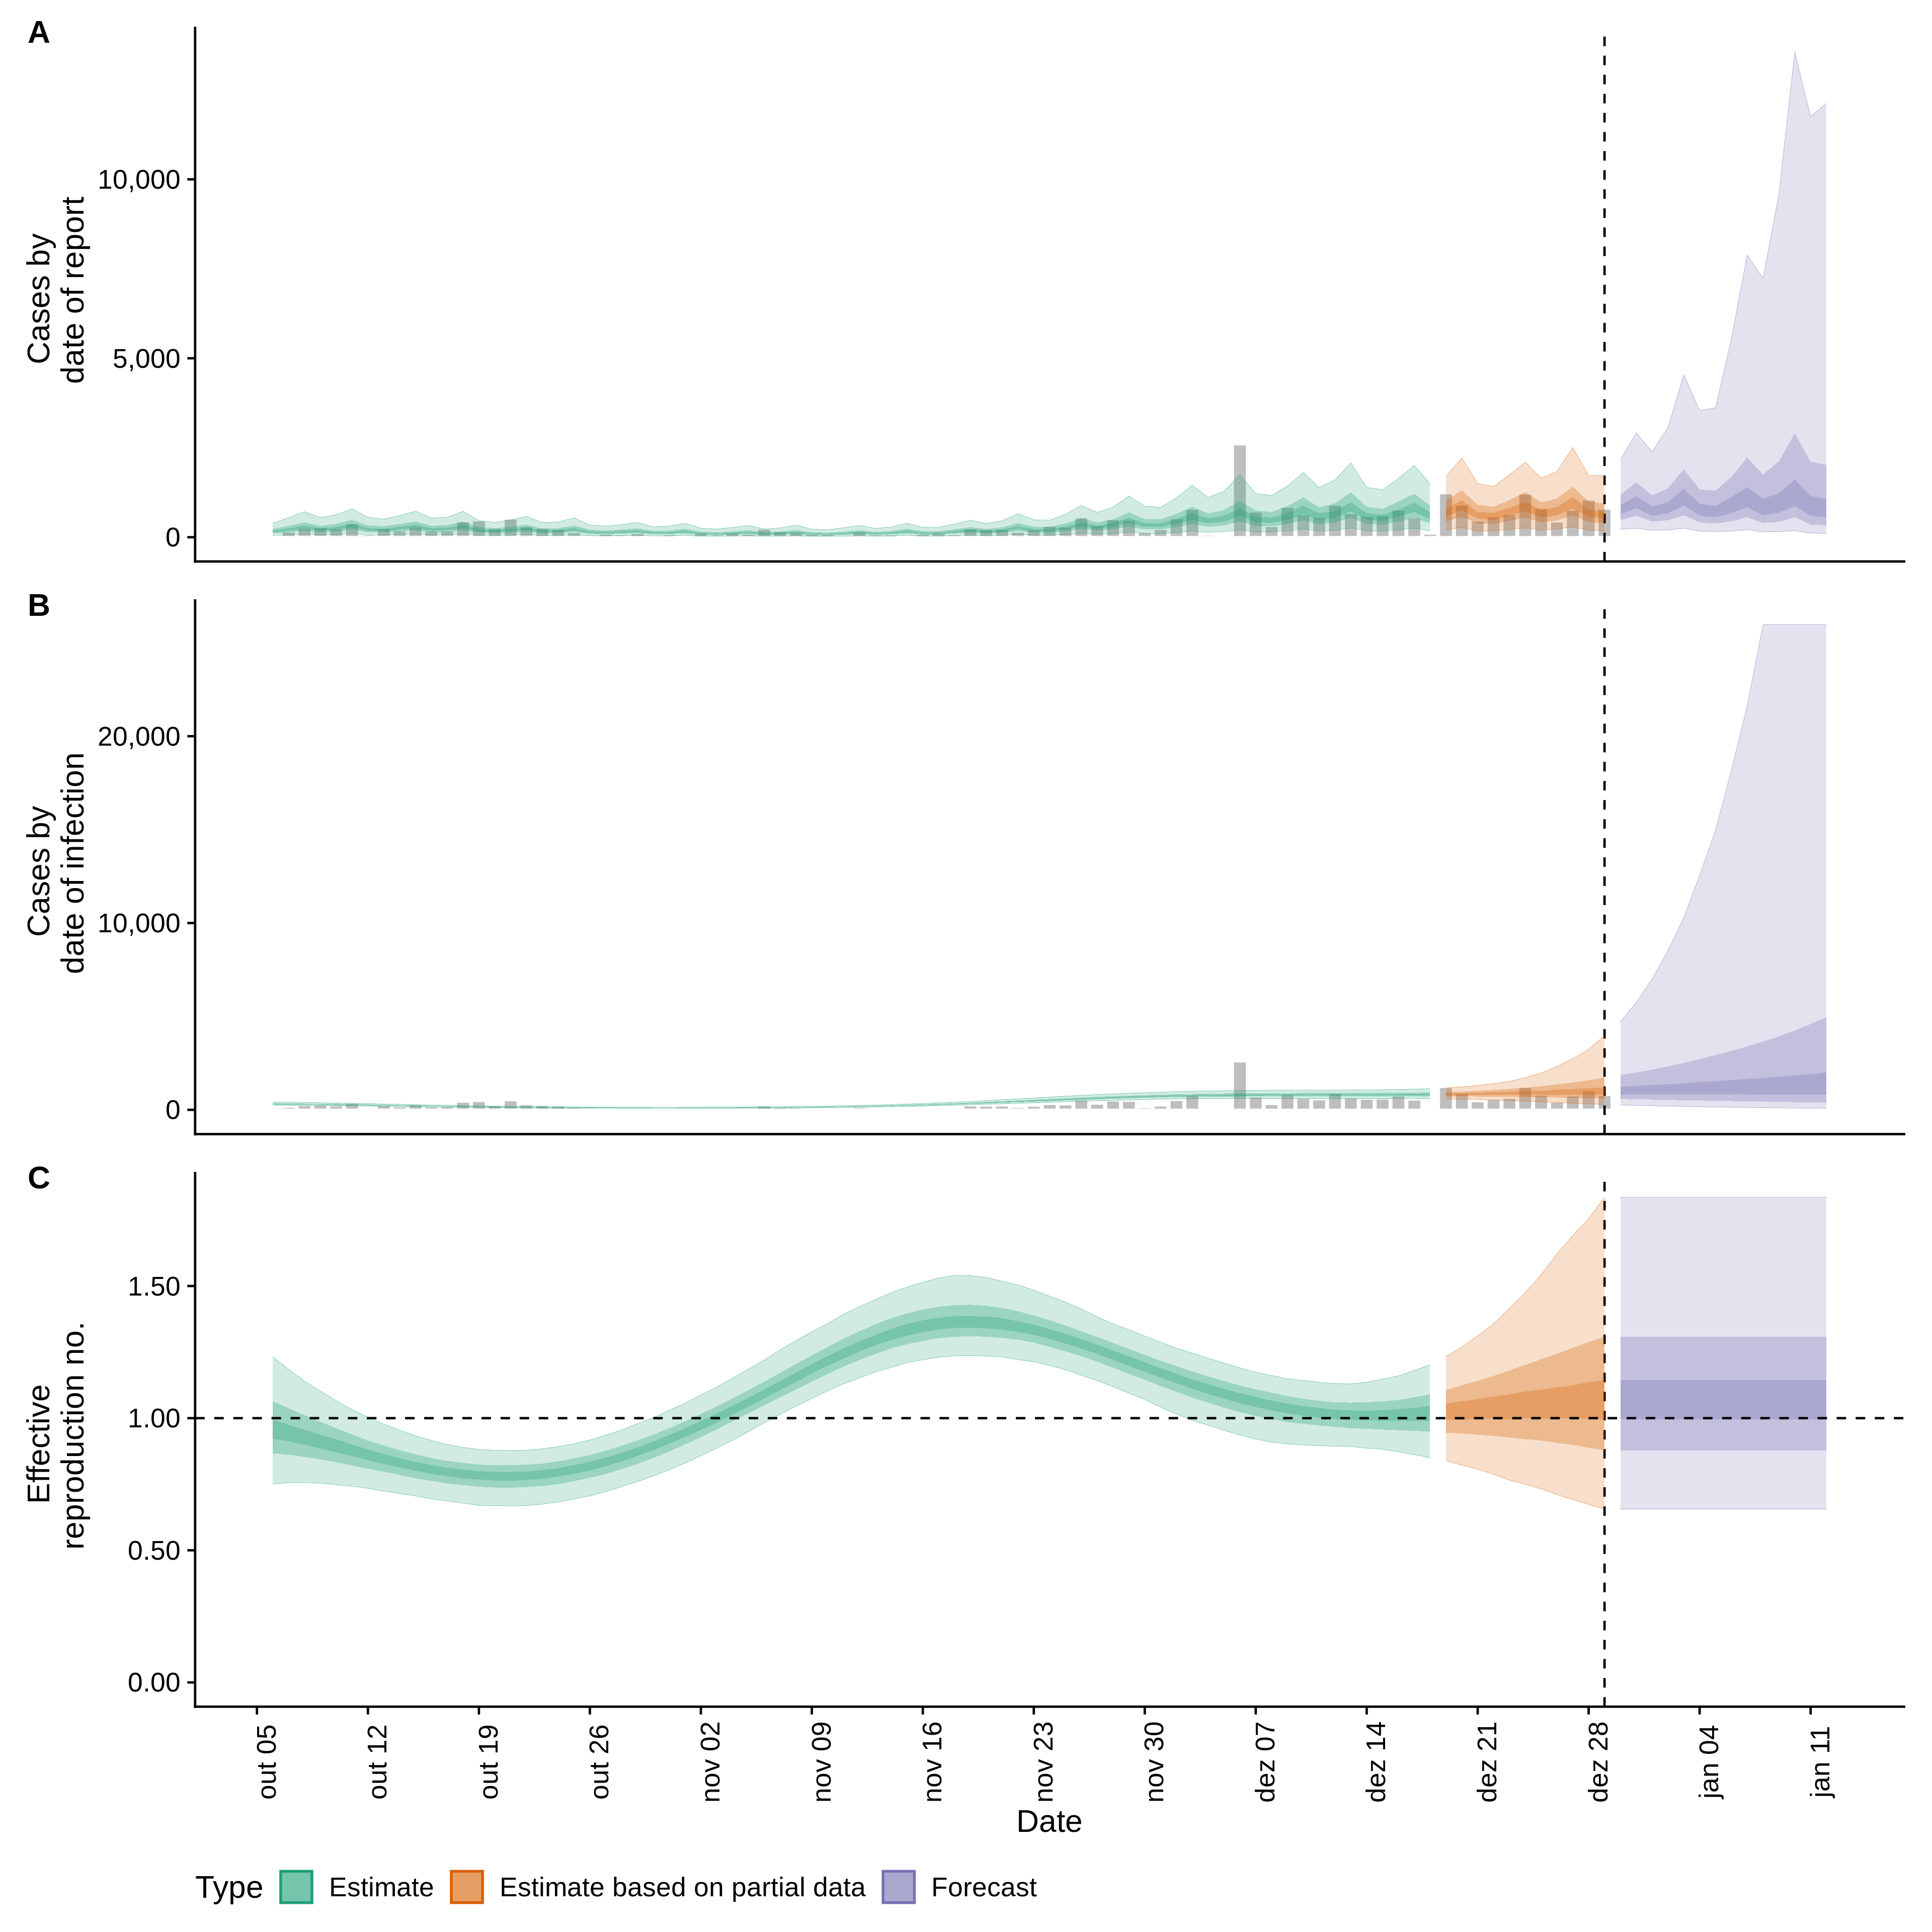 A
Cases by
date of report
10,000
5,000
0
B
Cases by
date of infection
20,000
10,000
0
C
Effective
reproduction no.
1.50
1.00
0.50
0.00
out 05
out 12
out 19
out 26
nov 02
nov 09
nov 16
nov 23
nov 30
dez 07
dez 14
dez 21
dez 28
jan 04
jan 11
Date
Type Estimate Estimate based on partial data Forecast